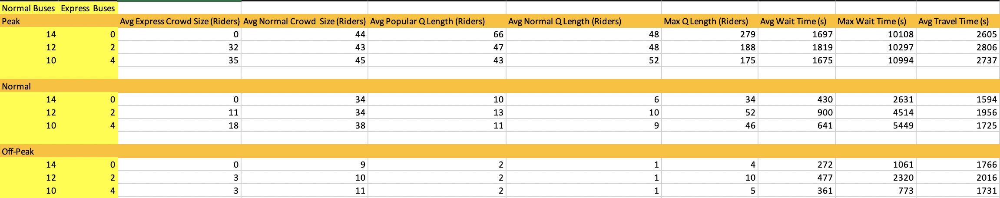 Normal Buses Express Buses
Peak Avg Express Crowd Size (Riders) Avg Normal Crowd Size (Riders) Avg Popular Q Length (Riders) Avg Normal Q Length (Riders) Max Q Length (Riders) Avg Wait Time (s) Max Wait Time (s) Avg Travel Time (s)
14 0 0 44 66 48 279 1697 10108 2605
12 2 32 43 47 48 188 1819 10297 2806
10 4 35 45 43 52 175 1675 10994 2737
Normal
14 0 0 34 10 6 34 430 2631 1594
12 2 11 34 13 10 52 900 4514 1956
10 4 18 38 11 9 46 641 5449 1725
Off-Peak
14 0 0 9 2 1 4 272 1061 1766
12 2 3 10 2 1 10 477 2320 2016
10 4 3 11 2 1 5 361 773 1731